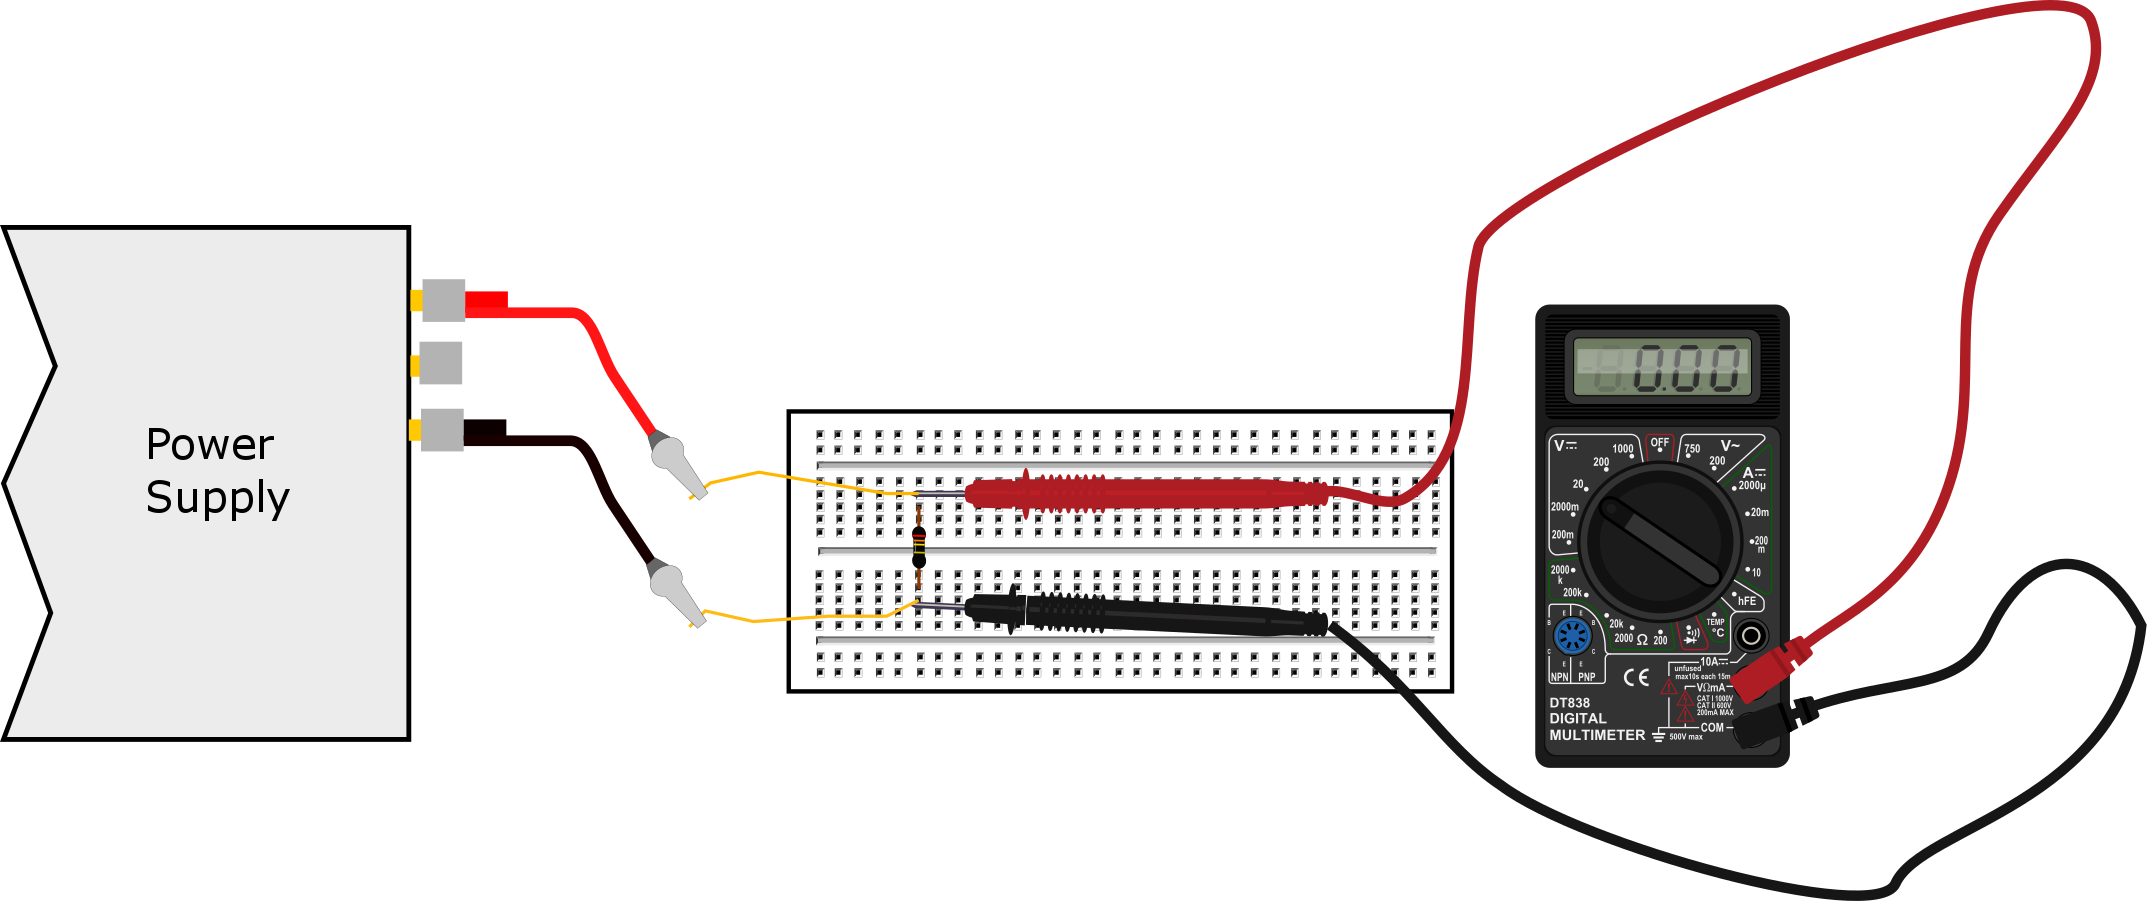 Power
Supply
0.00
V⎓
1000
OFF
750
V~
200
200
A⎓
20
2000µ
2000m
20m
200m
200
m
2000
k
10
200k
hFE
20k
TEMP
°C
2000
Ω
200
E
E
B
B
C
C
E
E
NPN
PNP
10A⎓
unfused
max10s each 15m
VΩmA
CAT I 1000V
CAT II 600V
200mA MAX
CE
COM
500V max
DT838
DIGITAL
MULTIMETER